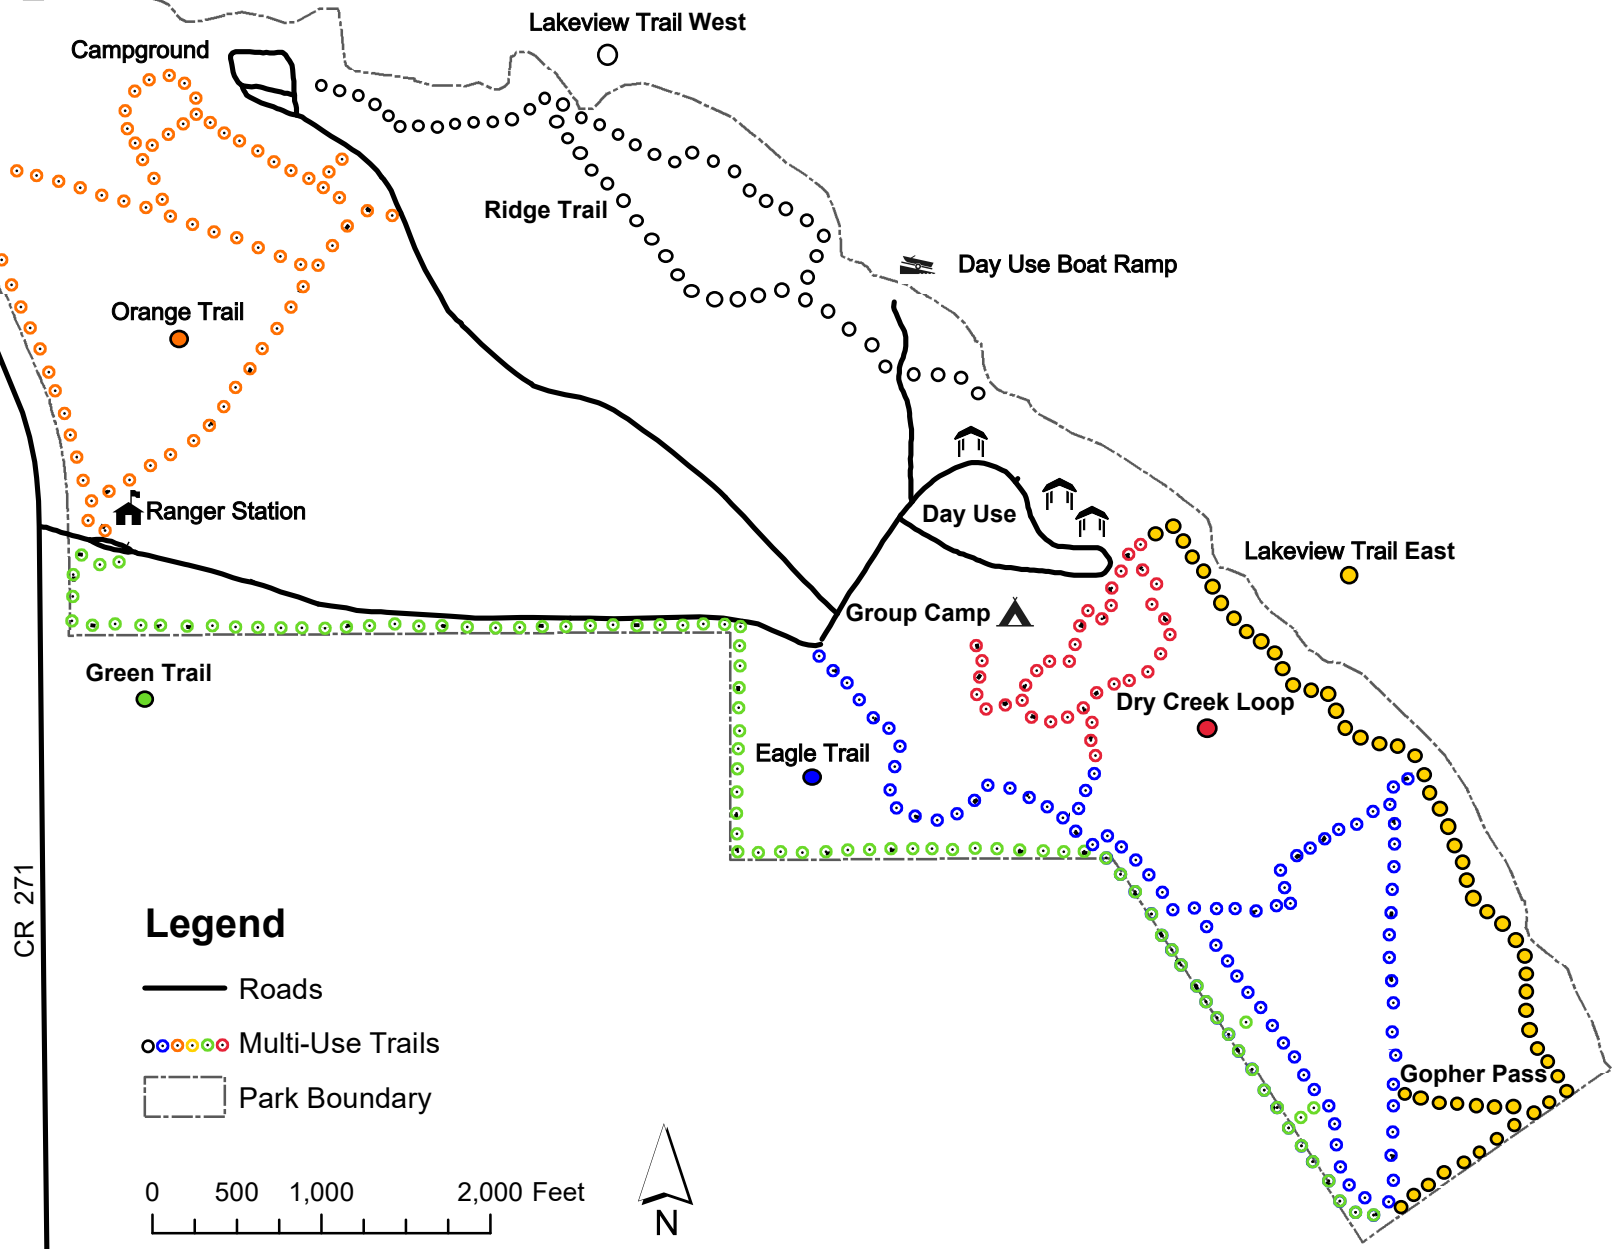 Lakeview Trail West
Campground
Ridge Trail
Day Use Boat Ramp
Orange Trail
Ranger Station
Day Use
Lakeview Trail East
Group Camp
Green Trail
Dry Creek Loop
Eagle Trail
CR 271
Legend
Roads
Multi-Use Trails
Gopher Pass
Park Boundary
0 500 1,000 2,000 Feet
N